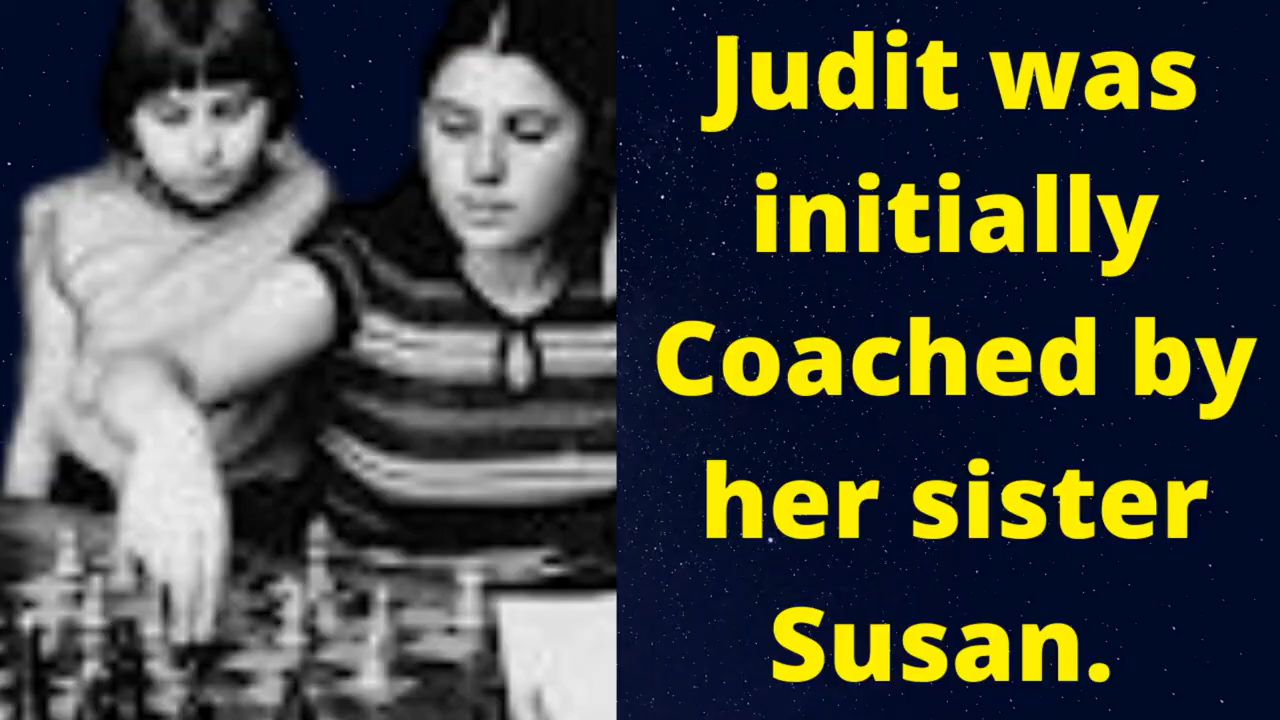 Judit was
initially
Coached by
her sister
Susan.